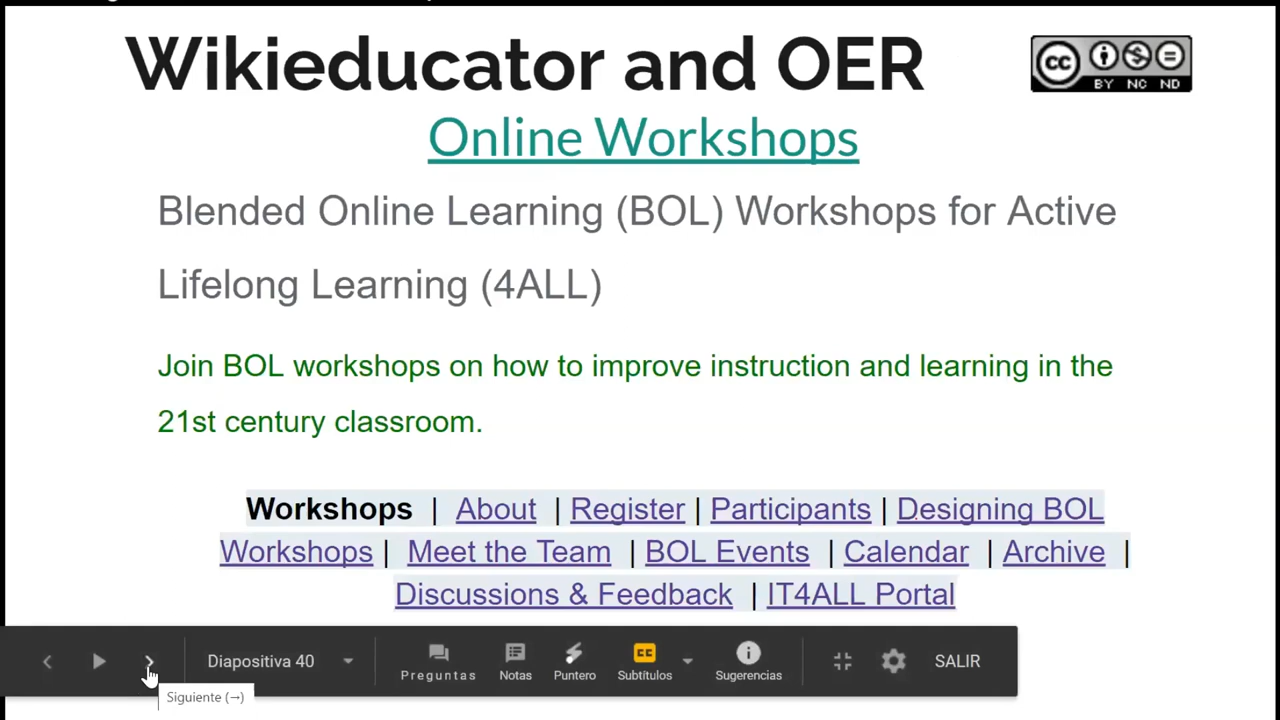 Wikieducator and OER
cc
BY NC ND
Online Workshops
Blended Online Learning (BOL) Workshops for Active
Lifelong Learning (4ALL)
Join BOL workshops on how to improve instruction and learning in the
21st century classroom.
Workshops | About | Register | Participants | Designing BOL
Workshops | Meet the Team | BOL Events | Calendar | Archive |
Discussions & Feedback | IT4ALL Portal
Diapositiva 40
Preguntas
Notas
Puntero
CC
Subtítulos
Sugerencias
SALIR
Siguiente (→)